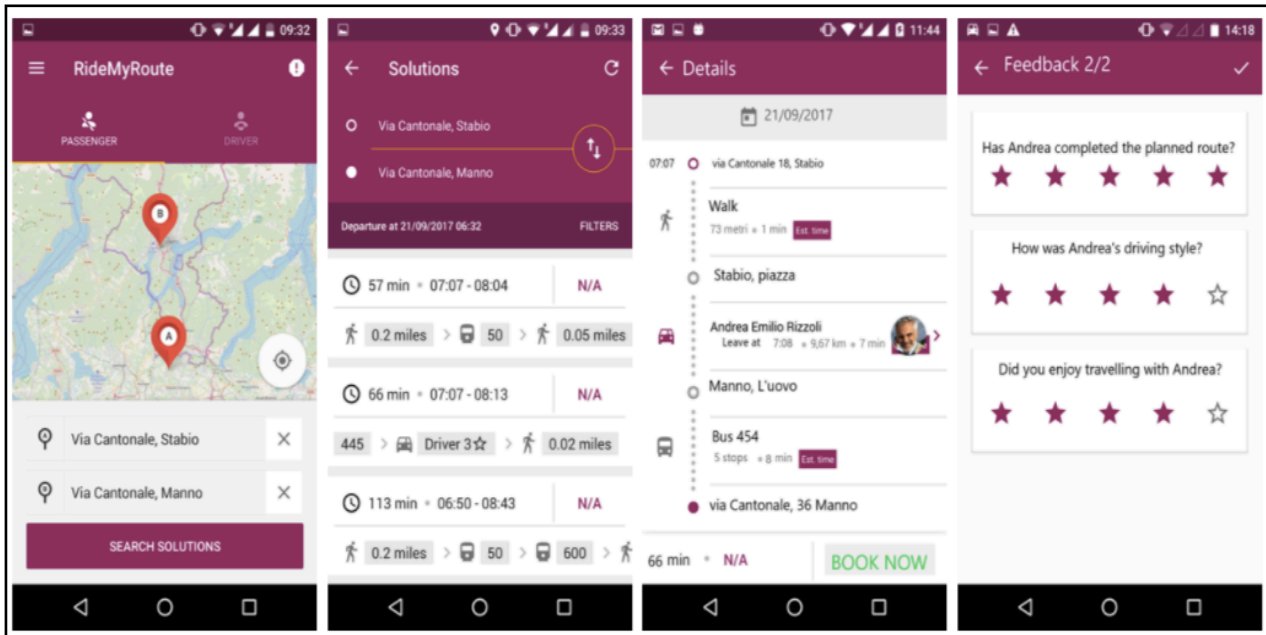 09:32
RideMyRoute
PASSENGER
DRIVER
B
A
Via Cantonale, Stabio
Via Cantonale, Manno
SEARCH SOLUTIONS
09:33
Solutions
Via Cantonale, Stabio
Via Cantonale, Manno
Departure at 21/09/2017 06:32 FILTERS
57 min • 07:07 - 08:04 N/A
0.2 miles > 50 > 0.05 miles
66 min • 07:07 - 08:13 N/A
445 > Driver 3☆ > 0.02 miles
113 min • 06:50 - 08:43 N/A
0.2 miles > 50 > 600 >
11:44
Details
21/09/2017
07:07 via Cantonale 18, Stabio
Walk
73 metri • 1 min Est. time
Stabio, piazza
Andrea Emilio Rizzoli
Leave at 7:08 • 9,67 km • 7 min
Manno, L'uovo
Bus 454
5 stops • 8 min Est. time
via Cantonale, 36 Manno
66 min • N/A BOOK NOW
14:18
Feedback 2/2
Has Andrea completed the planned route?
How was Andrea's driving style?
Did you enjoy travelling with Andrea?